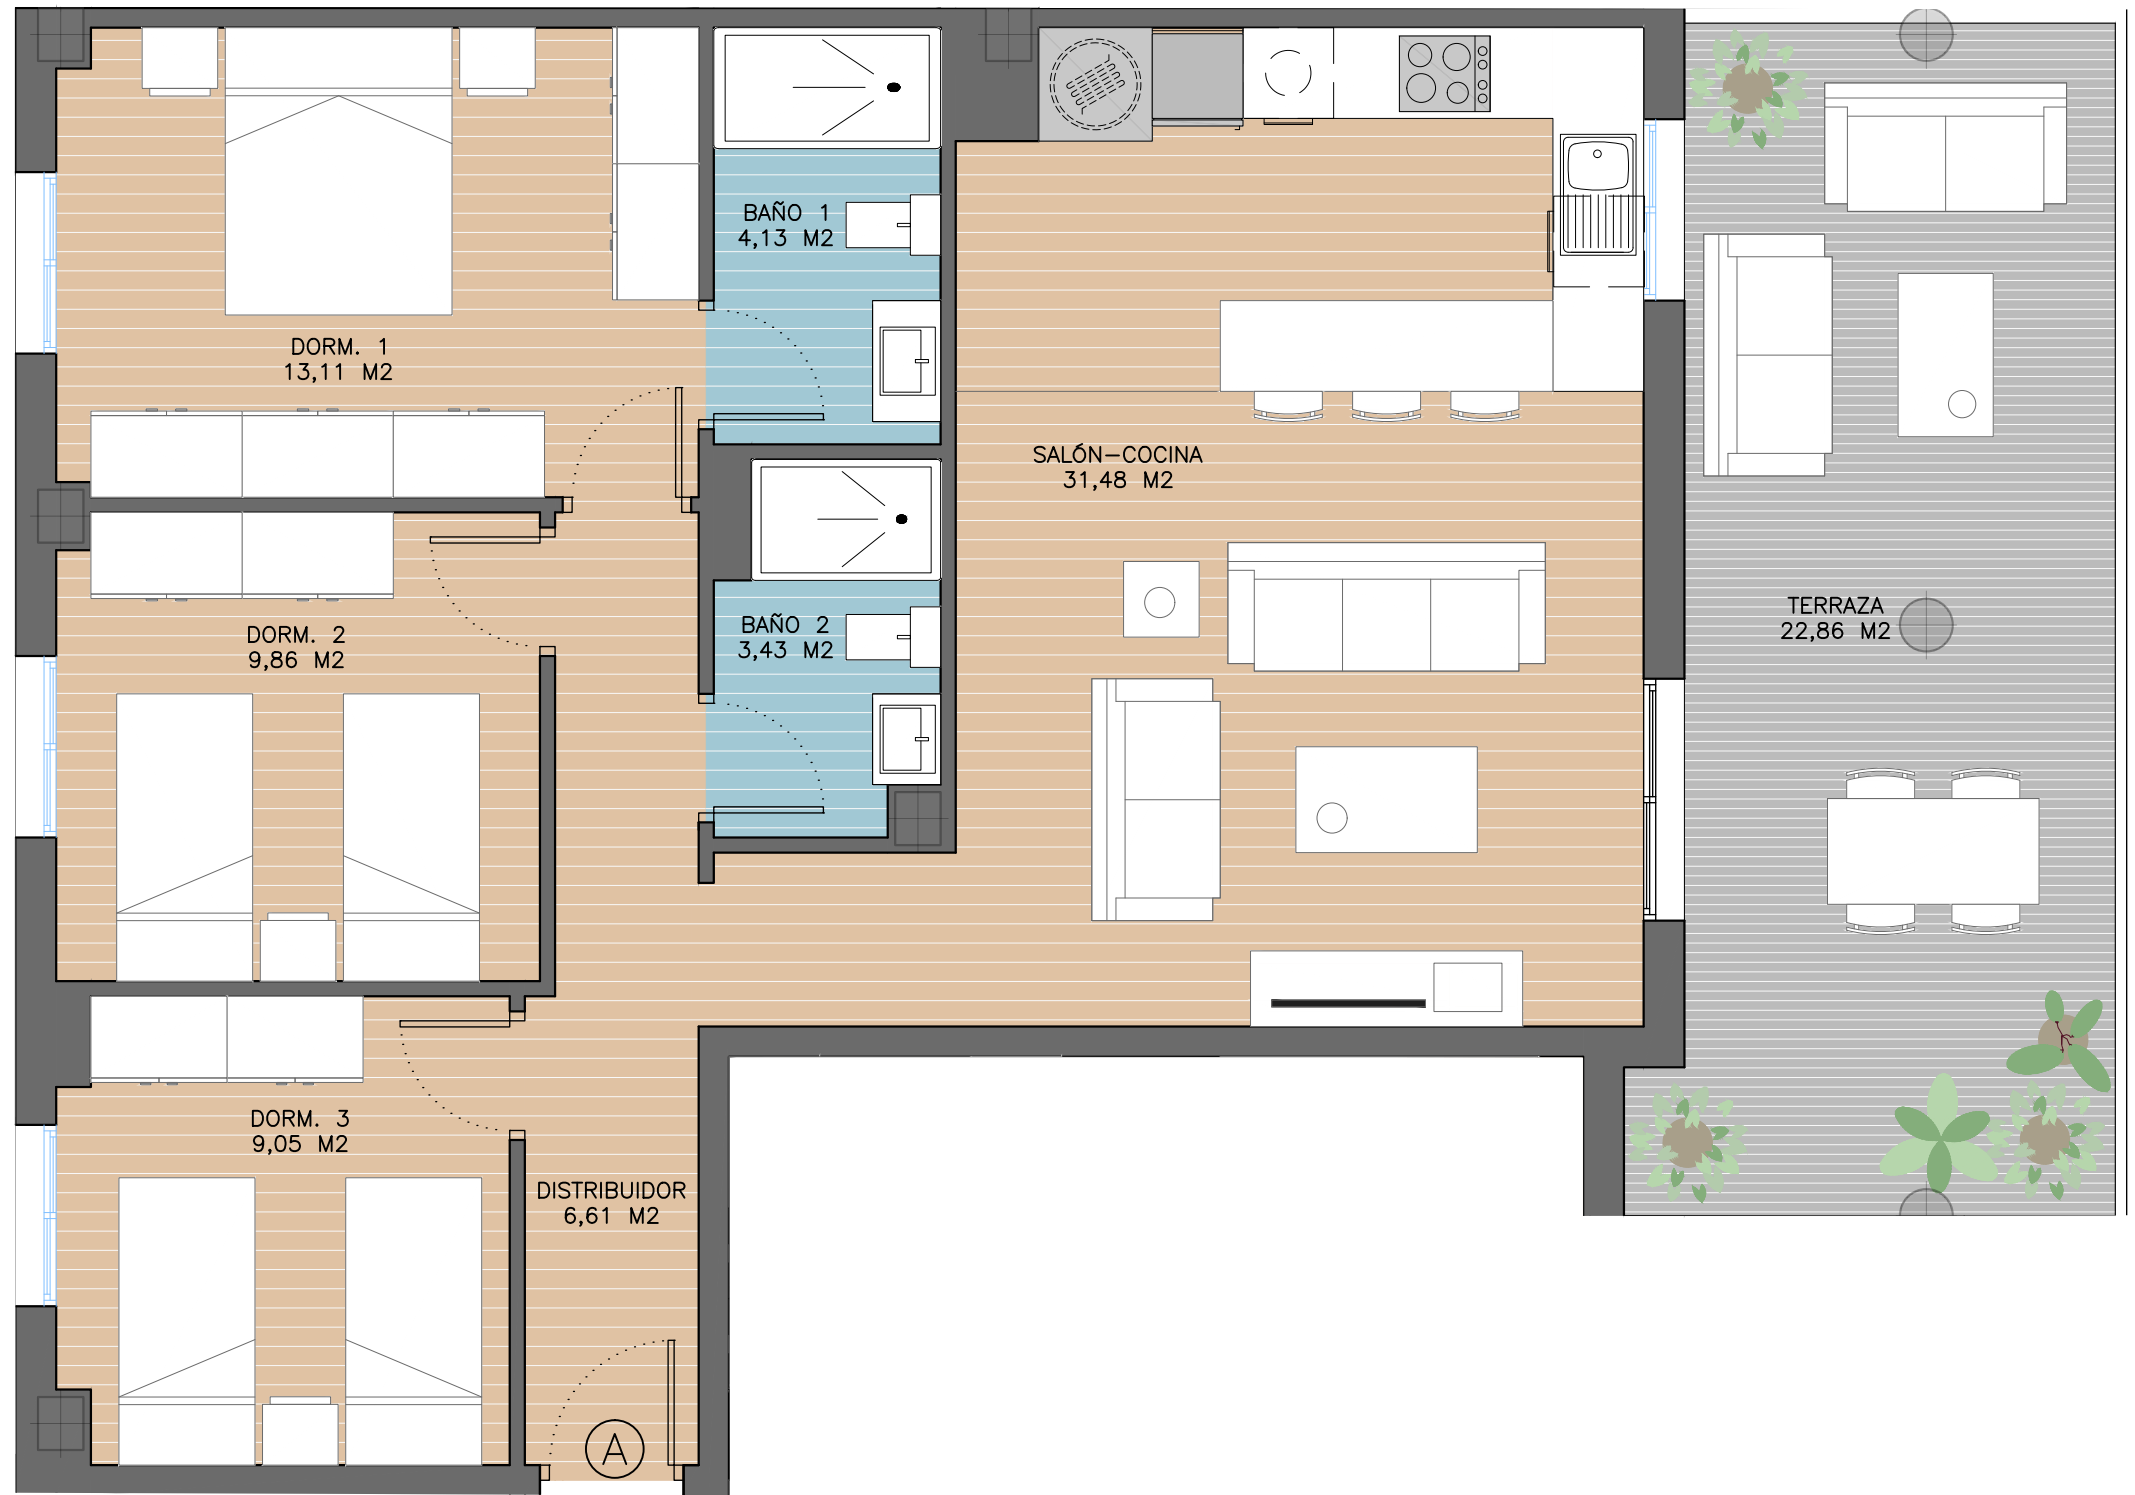 BAÑO 1
4,13 M2
DORM. 1
13,11 M2
SALÓN-COCINA
31,48 M2
DORM. 2
9,86 M2
BAÑO 2
3,43 M2
TERRAZA
22,86 M2
DORM. 3
9,05 M2
DISTRIBUIDOR
6,61 M2
A